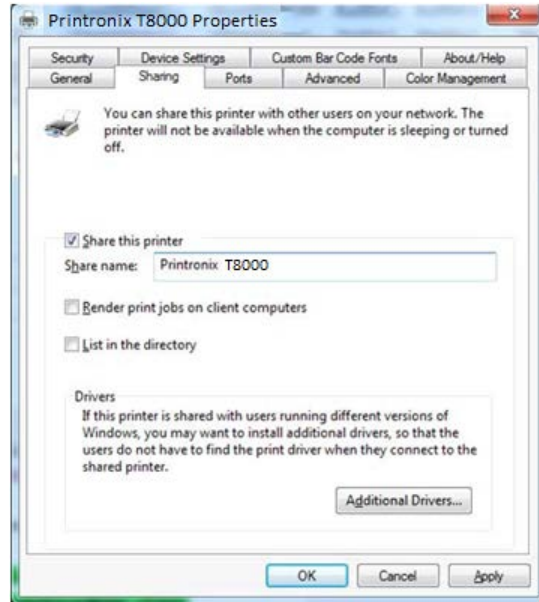 Printronix T8000 Properties
Security Device Settings Custom Bar Code Fonts About/Help
General Sharing Ports Advanced Color Management
You can share this printer with other users on your network. The
printer will not be available when the computer is sleeping or turned
off.
Share this printer
Share name: Printronix T8000
Render print jobs on client computers
List in the directory
Drivers
If this printer is shared with users running different versions of
Windows, you may want to install additional drivers, so that the
users do not have to find the print driver when they connect to the
shared printer.
Additional Drivers...
OK Cancel Apply